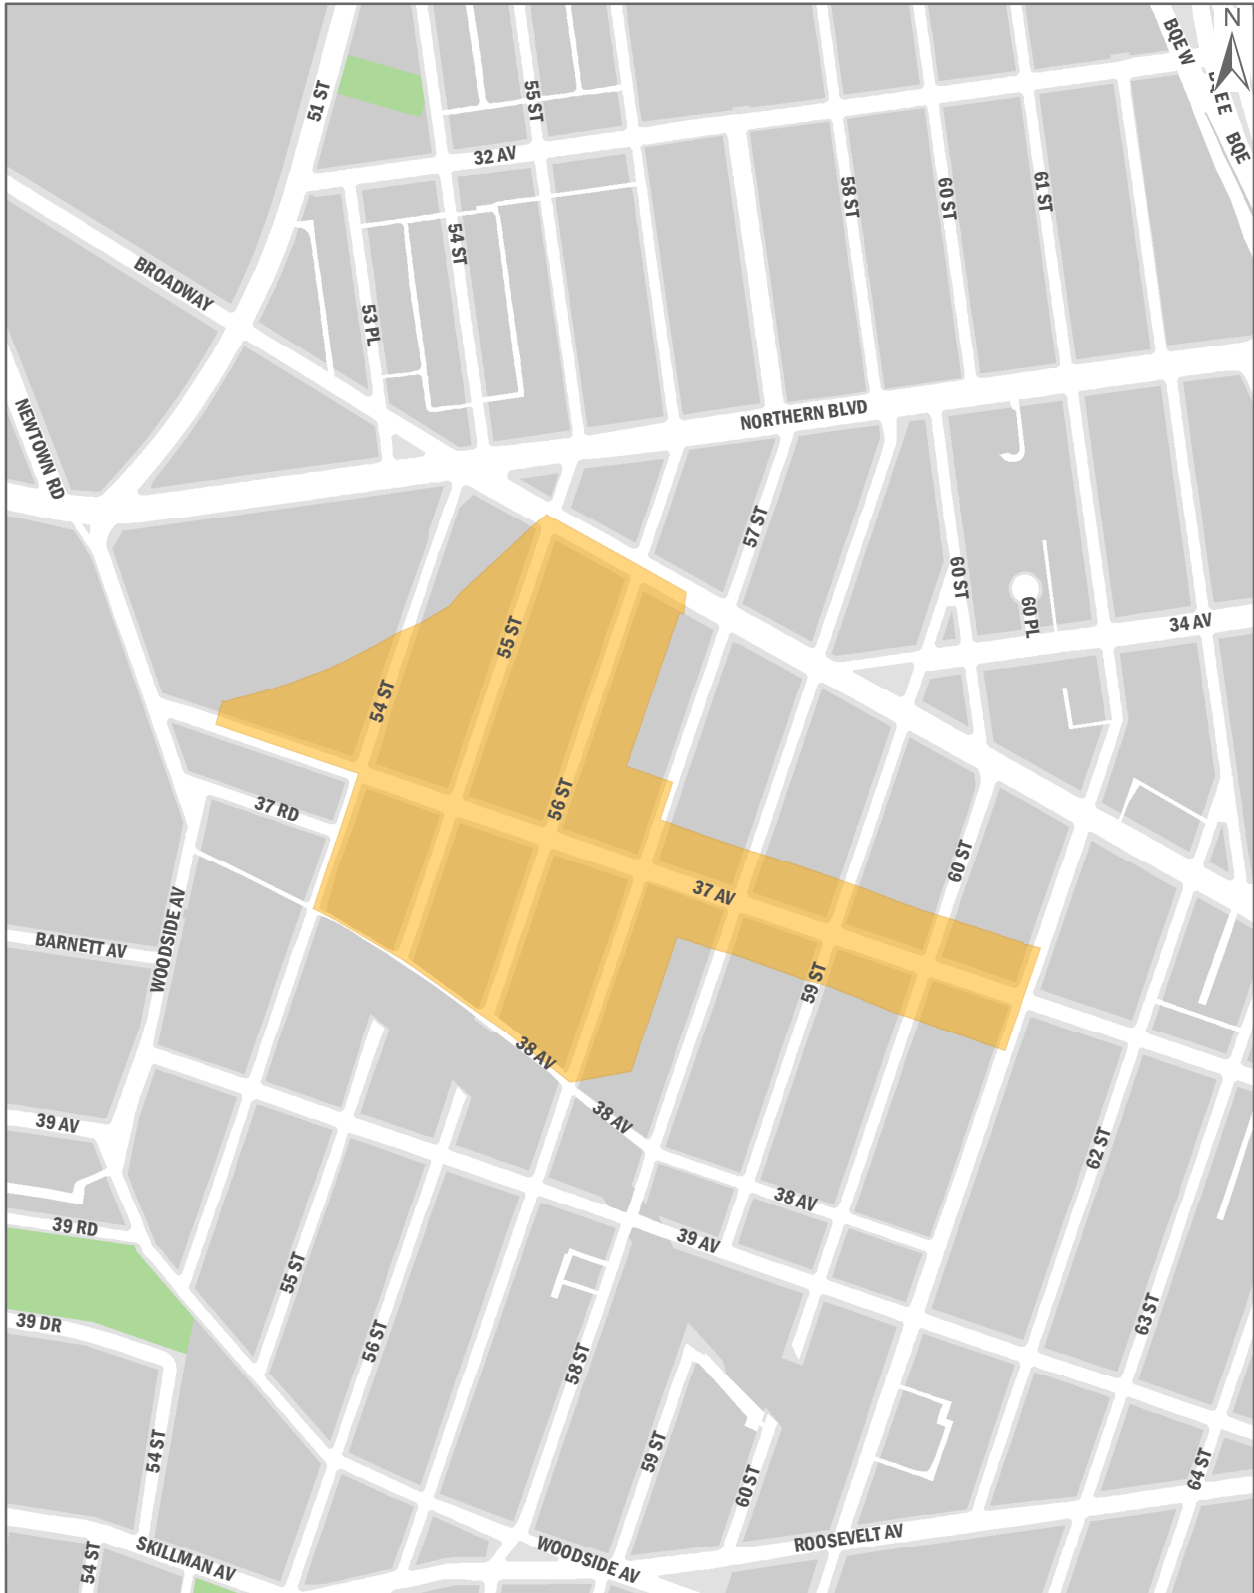 N
BQE W
BQE E
BQE
51 ST
55 ST
32 AV
58 ST
60 ST
61 ST
54 ST
BROADWAY
53 PL
NEWTOWN RD
NORTHERN BLVD
57 ST
60 ST
60 PL
34 AV
55 ST
54 ST
56 ST
37 RD
60 ST
37 AV
WOODSIDE AV
BARNETT AV
59 ST
38 AV
38 AV
39 AV
62 ST
38 AV
39 RD
39 AV
55 ST
39 DR
63 ST
56 ST
58 ST
54 ST
59 ST
60 ST
64 ST
ROOSEVELT AV
54 ST
SKILLMAN AV
WOODSIDE AV